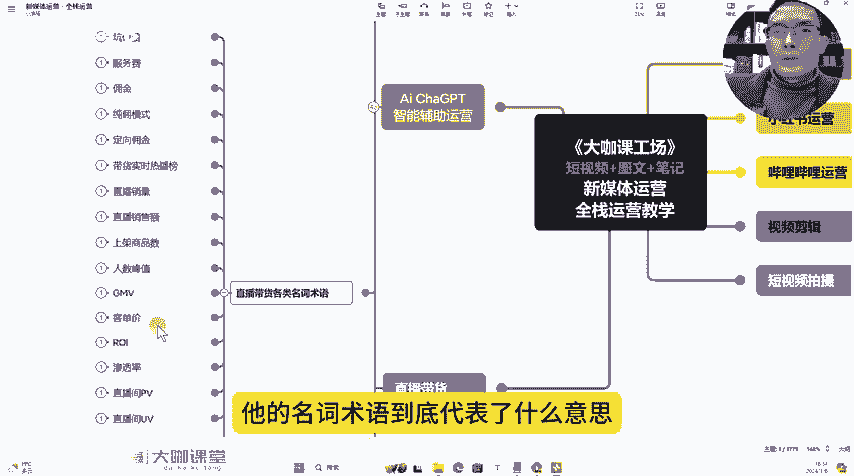 新媒体运营·全栈运营
坑位费
服务费
佣金
纯佣模式
定向佣金
带货实时热榜
直播销量
直播销售额
上架商品数
人数峰值
GMV
客单价
ROI
渗透率
直播间PV
直播间UV
直播带货各类名词术语
Ai ChaGPT
智能辅助运营
直播带货
《大咖课工场》
短视频+图文+笔记
新媒体运营
全栈运营教学
小红书运营
哔哩哔哩运营
视频剪辑
短视频拍摄
他的名词术语到底代表了什么意思
大咖课堂
搜索